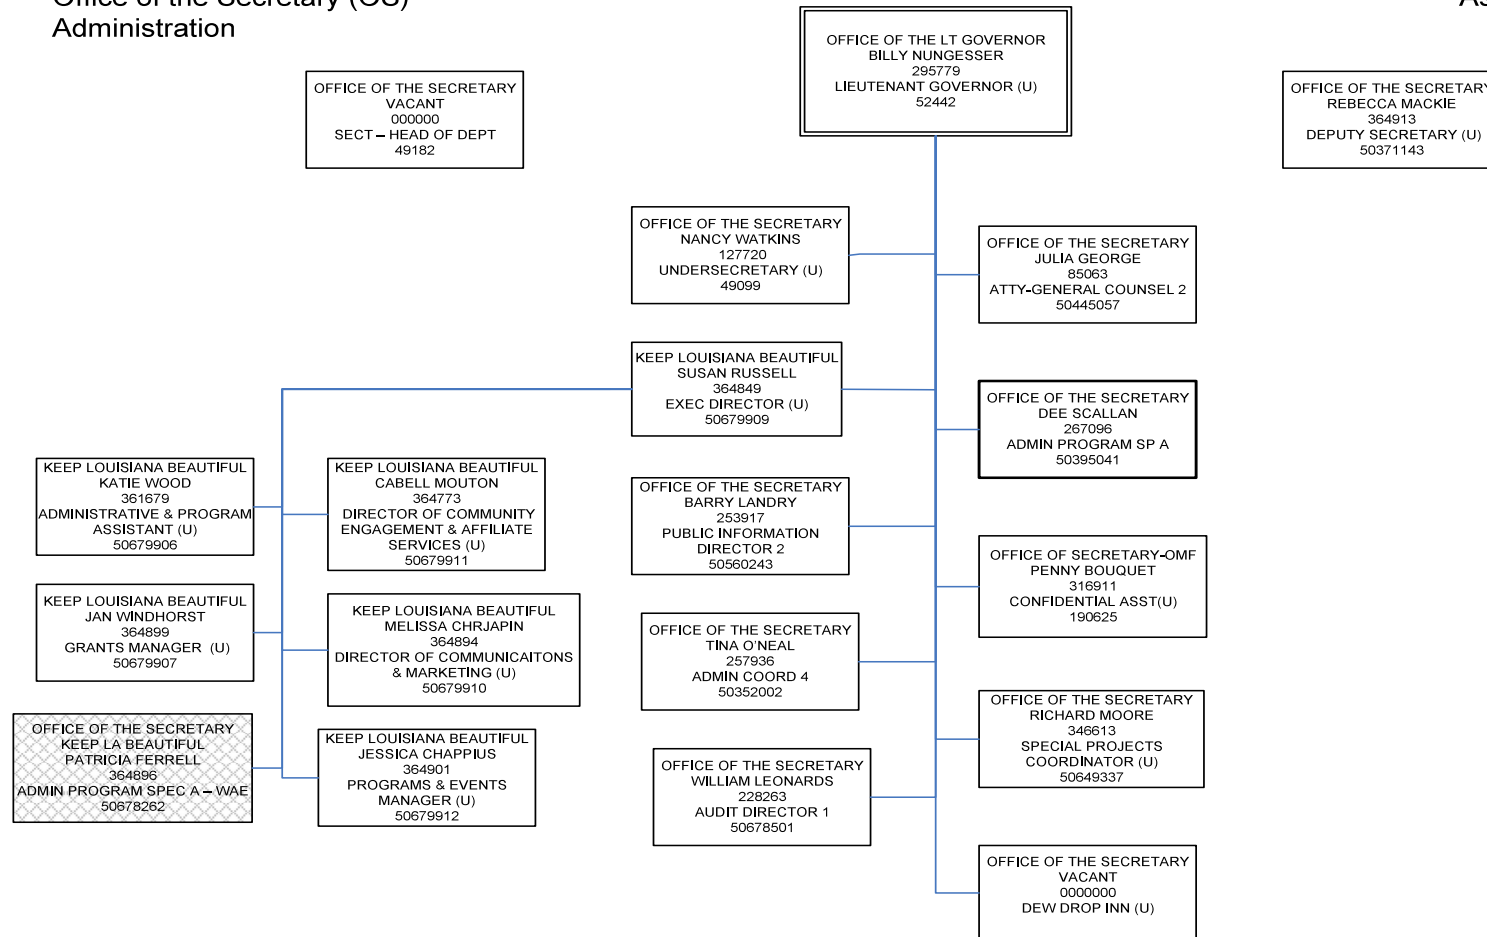 Office of the Secretary (OS)
Administration
OFFICE OF THE SECRETARY
VACANT
000000
SECT – HEAD OF DEPT
49182
OFFICE OF THE LT GOVERNOR
BILLY NUNGESSER
295779
LIEUTENANT GOVERNOR (U)
52442
OFFICE OF THE SECRETARY
REBECCA MACKIE
364913
DEPUTY SECRETARY (U)
50371143
OFFICE OF THE SECRETARY
NANCY WATKINS
127720
UNDERSECRETARY (U)
49099
OFFICE OF THE SECRETARY
JULIA GEORGE
85063
ATTY-GENERAL COUNSEL 2
50445057
KEEP LOUISIANA BEAUTIFUL
SUSAN RUSSELL
364849
EXEC DIRECTOR (U)
50679909
OFFICE OF THE SECRETARY
DEE SCALLAN
267096
ADMIN PROGRAM SP A
50395041
KEEP LOUISIANA BEAUTIFUL
KATIE WOOD
361679
ADMINISTRATIVE & PROGRAM
ASSISTANT (U)
50679906
KEEP LOUISIANA BEAUTIFUL
CABELL MOUTON
364773
DIRECTOR OF COMMUNITY
ENGAGEMENT & AFFILIATE
SERVICES (U)
50679911
OFFICE OF THE SECRETARY
BARRY LANDRY
253917
PUBLIC INFORMATION
DIRECTOR 2
50560243
OFFICE OF SECRETARY-OMF
PENNY BOUQUET
316911
CONFIDENTIAL ASST(U)
190625
KEEP LOUISIANA BEAUTIFUL
JAN WINDHORST
364899
GRANTS MANAGER (U)
50679907
KEEP LOUISIANA BEAUTIFUL
MELISSA CHRJAPIN
364894
DIRECTOR OF COMMUNICAITONS
& MARKETING (U)
50679910
OFFICE OF THE SECRETARY
TINA O'NEAL
257936
ADMIN COORD 4
50352002
OFFICE OF THE SECRETARY
RICHARD MOORE
346613
SPECIAL PROJECTS
COORDINATOR (U)
50649337
OFFICE OF THE SECRETARY
KEEP LA BEAUTIFUL
PATRICIA FERRELL
364896
ADMIN PROGRAM SPEC A – WAE
50678262
KEEP LOUISIANA BEAUTIFUL
JESSICA CHAPPIUS
364901
PROGRAMS & EVENTS
MANAGER (U)
50679912
OFFICE OF THE SECRETARY
WILLIAM LEONARDS
228263
AUDIT DIRECTOR 1
50678501
OFFICE OF THE SECRETARY
VACANT
0000000
DEW DROP INN (U)